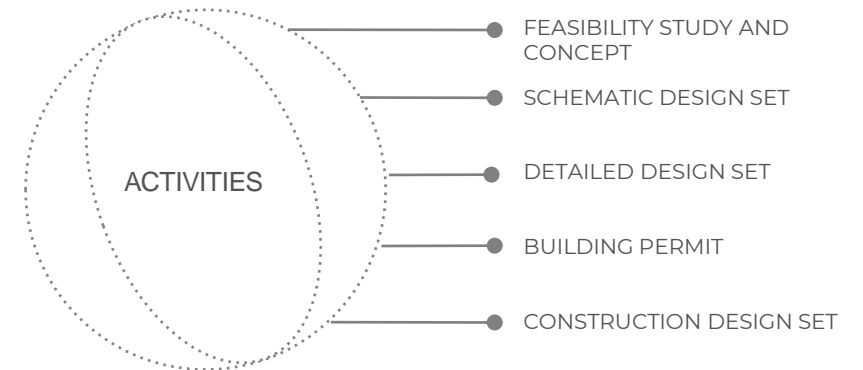 FEASIBILITY STUDY AND
CONCEPT
SCHEMATIC DESIGN SET
ACTIVITIES
DETAILED DESIGN SET
BUILDING PERMIT
CONSTRUCTION DESIGN SET